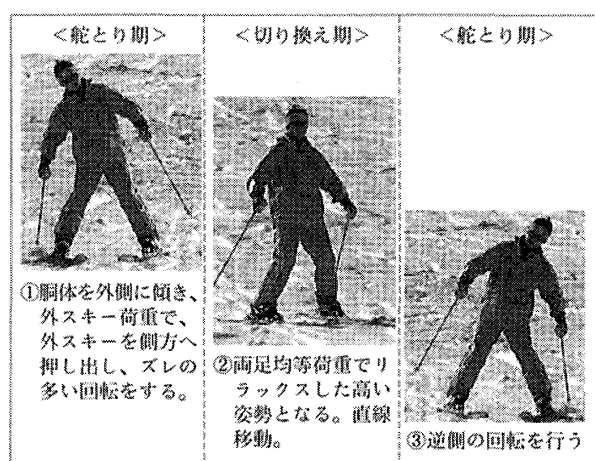 <舵とり期>
<切り換え期>
<舵とり期>
①胴体を外側に傾き、
外スキー荷重で、
外スキーを側方へ
押し出し、ズレの
多い回転をする。
②両足均等荷重でリ
ラックスした高い
姿勢となる。直線
移動。
③逆側の回転を行う